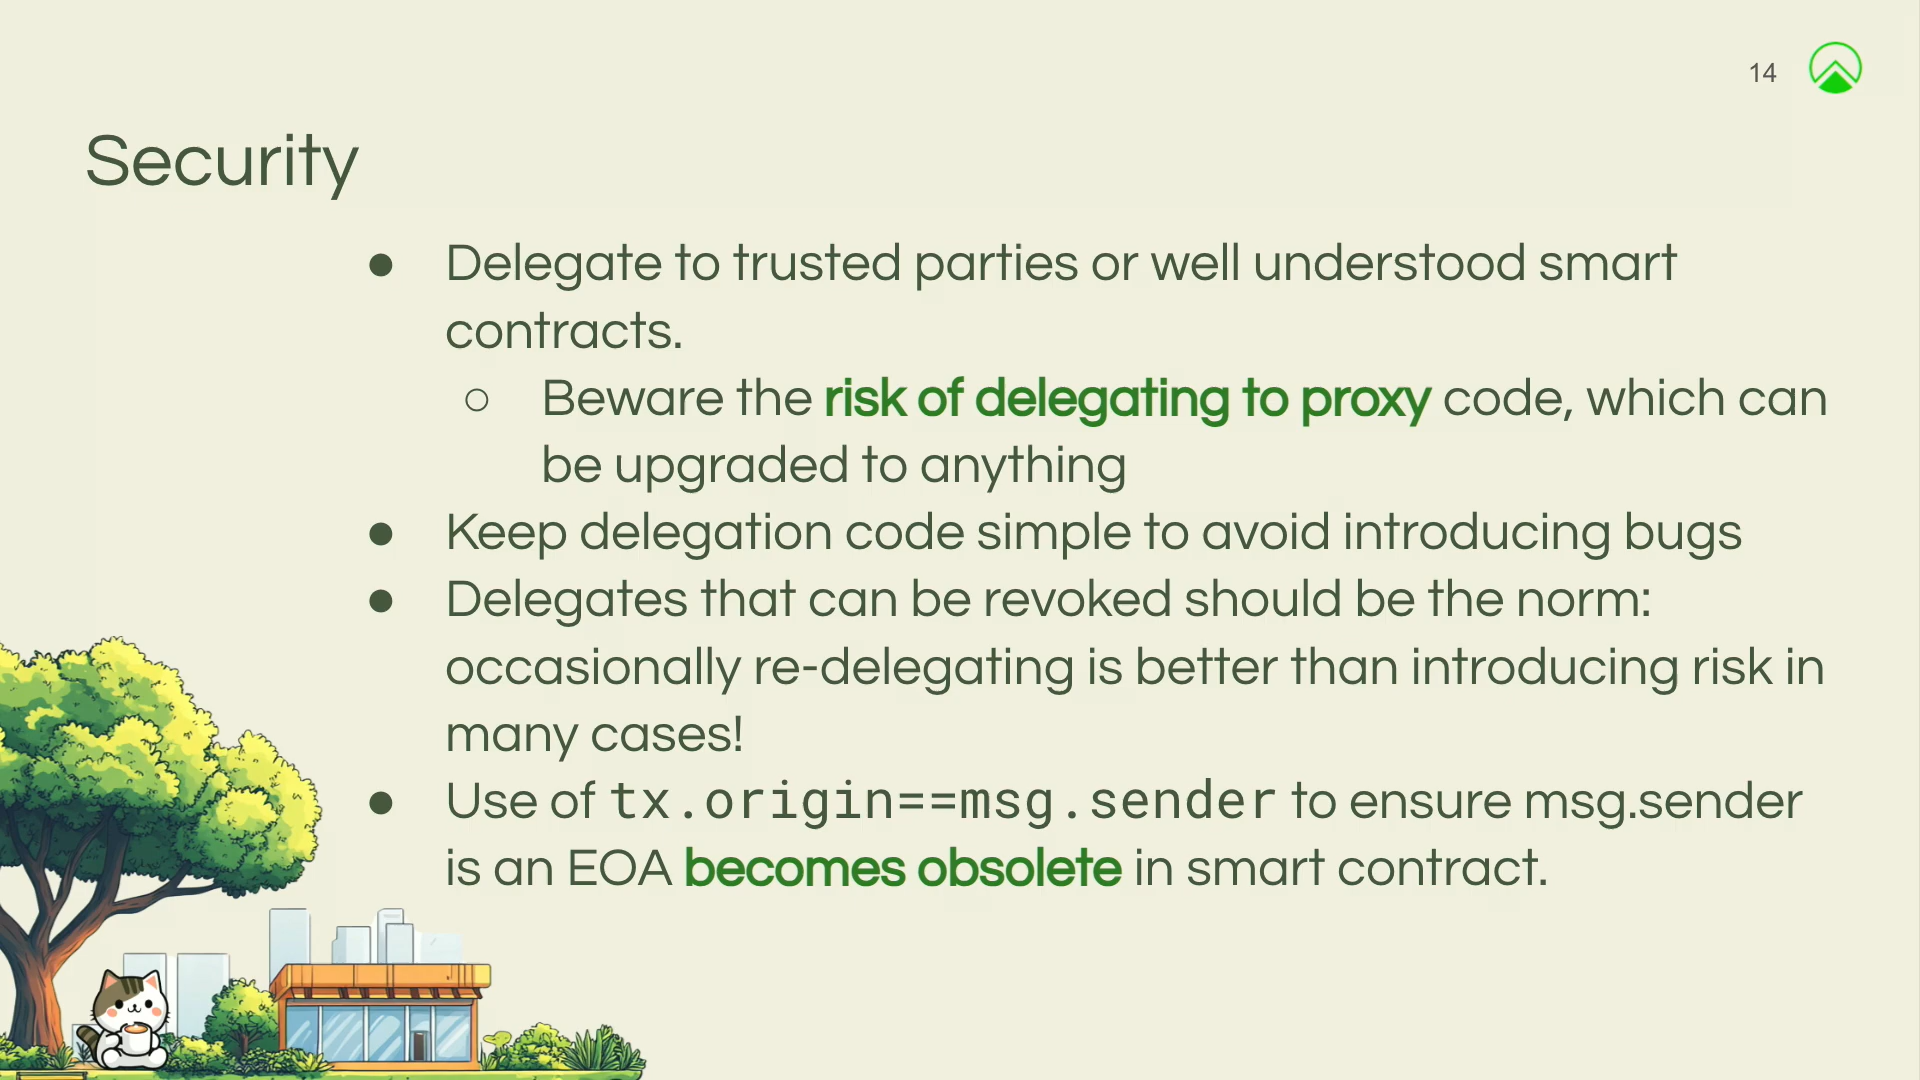 14
Security
● Delegate to trusted parties or well understood smart
contracts.
○ Beware the risk of delegating to proxy code, which can
be upgraded to anything
● Keep delegation code simple to avoid introducing bugs
● Delegates that can be revoked should be the norm:
occasionally re-delegating is better than introducing risk in
many cases!
● Use of tx.origin==msg.sender to ensure msg.sender
is an EOA becomes obsolete in smart contract.